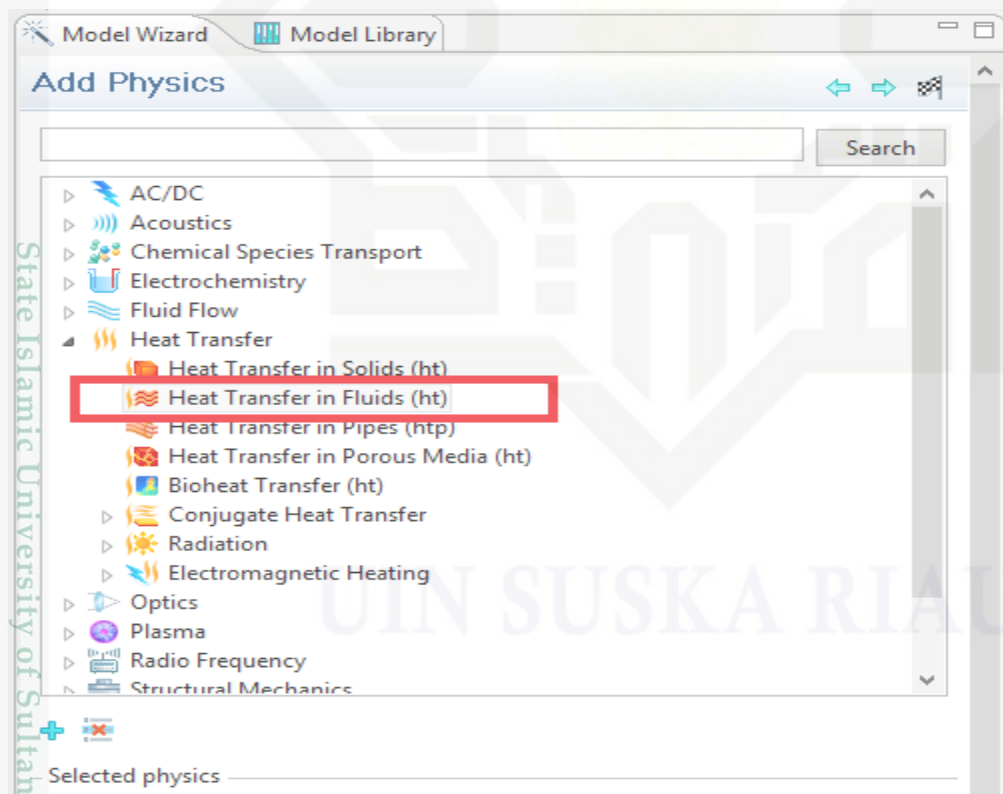 Model Wizard
Model Library
Add Physics
Search
AC/DC
Acoustics
Chemical Species Transport
Electrochemistry
Fluid Flow
Heat Transfer
Heat Transfer in Solids (ht)
Heat Transfer in Fluids (ht)
Heat Transfer in Pipes (htp)
Heat Transfer in Porous Media (ht)
Bioheat Transfer (ht)
Conjugate Heat Transfer
Radiation
Electromagnetic Heating
Optics
Plasma
Radio Frequency
Structural Mechanics
Selected physics
State Islamic University of Sultan
UIN SUSKA RIAU